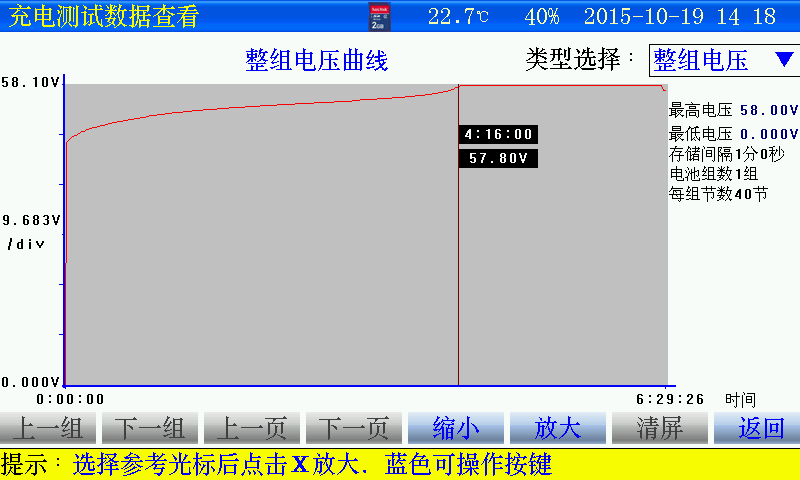 充电测试数据查看 SanDisk 2GB 22.7℃ 40% 2015-10-19 14 18
整组电压曲线 类型选择: 整组电压 ▼
58.10V
最高电压 58.00V
4:16:00
最低电压 0.000V
57.80V
存储间隔1分0秒
电池组数1组
每组节数40节
9.683V
/div
0.000V
0:00:00 6:29:26 时间
上一组 下一组 上一页 下一页 缩小 放大 清屏 返回
提示: 选择参考光标后点击X放大. 蓝色可操作按键